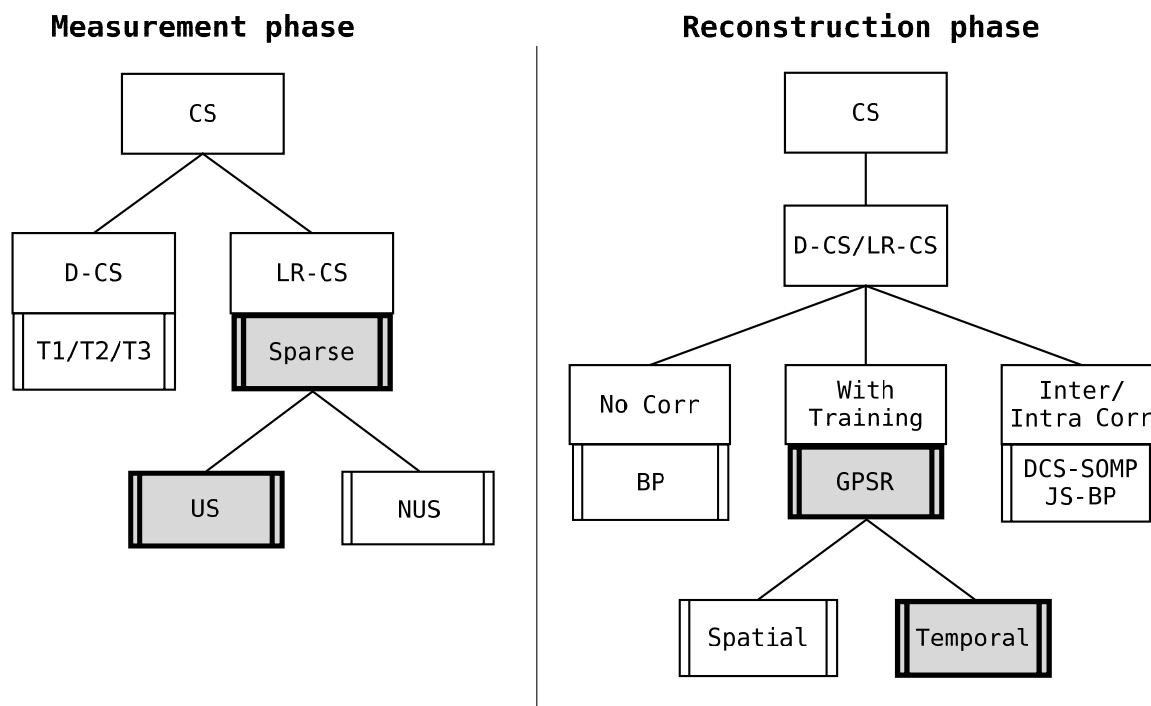 Measurement phase
CS
D-CS
LR-CS
T1/T2/T3
Sparse
US
NUS
Reconstruction phase
CS
D-CS/LR-CS
No Corr
With
Training
Inter/
Intra Corr
BP
GPSR
DCS-SOMP
JS-BP
Spatial
Temporal